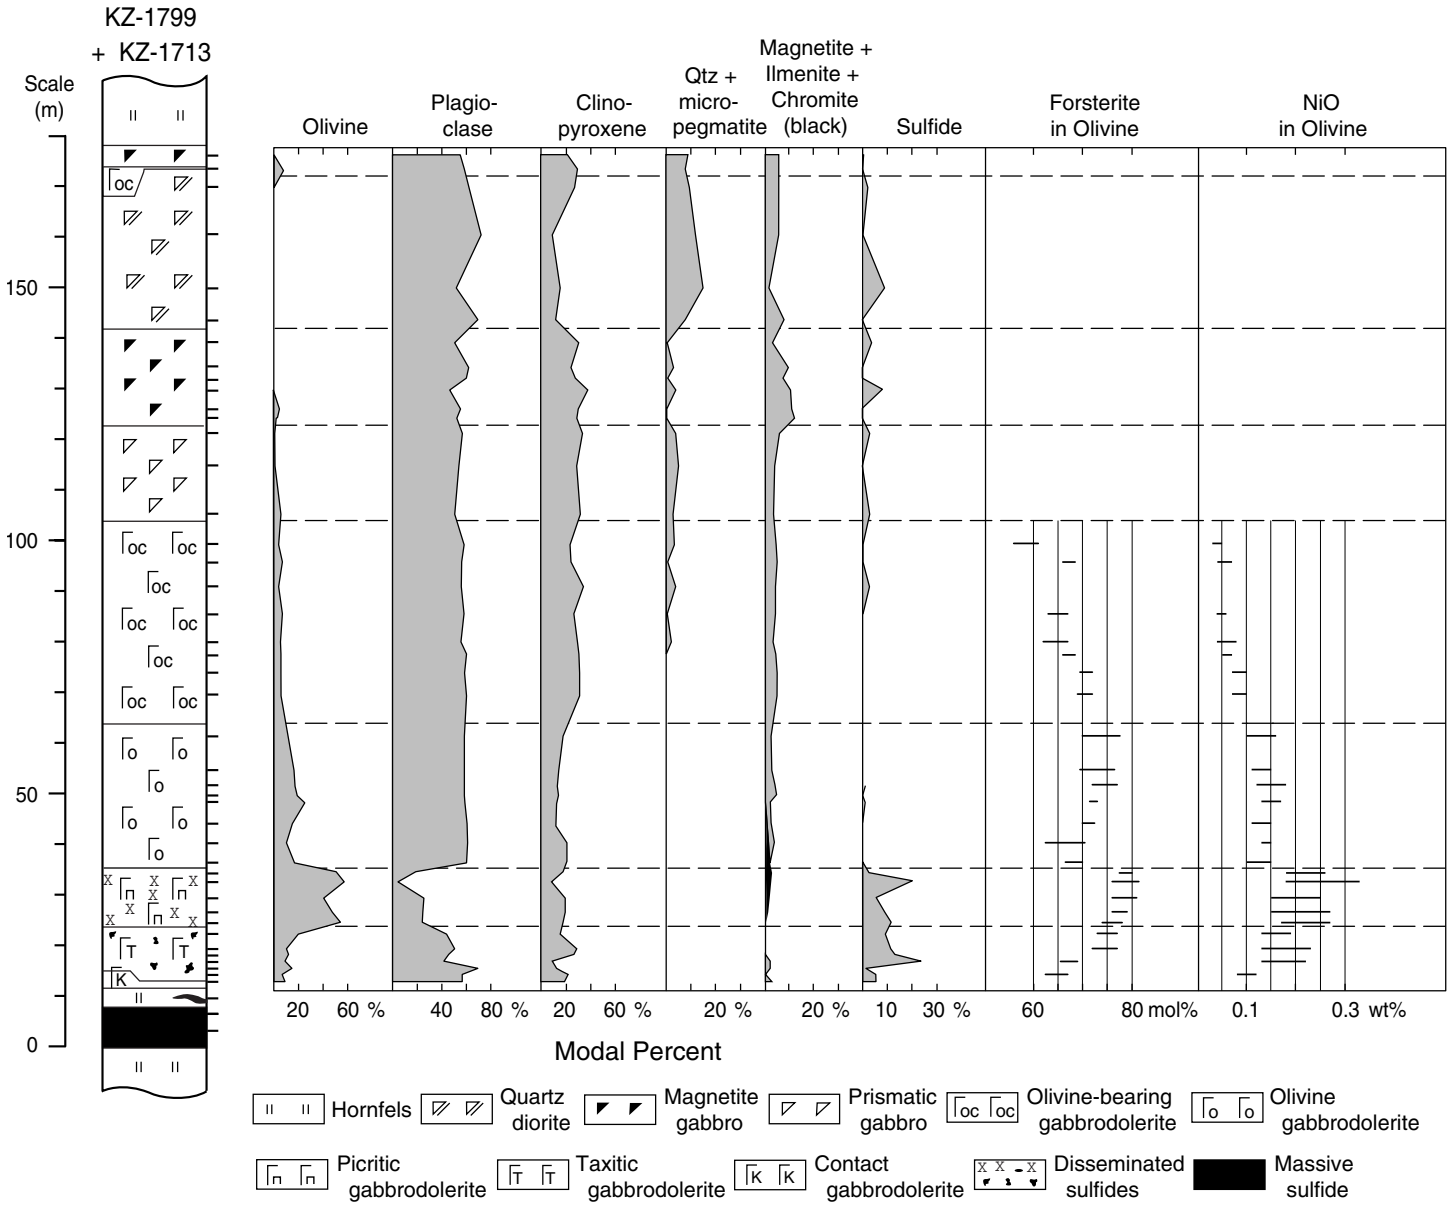 KZ-1799
+ KZ-1713
Scale
(m)
Olivine
Plagio-
clase
Clino-
pyroxene
Qtz +
micro-
pegmatite
Magnetite +
Ilmenite +
Chromite
(black)
Sulfide
Forsterite
in Olivine
NiO
in Olivine
150
100
50
0
oc
oc oc
oc
oc oc
oc
oc oc
o o
o
o o
o
X X X
X
X X X X
T T
K
20 60 %
40 80 %
20 60 %
20 %
20 %
10 30 %
60 80 mol%
0.1 0.3 wt%
Modal Percent
Hornfels
Quartz
diorite
Magnetite
gabbro
Prismatic
gabbro
oc oc
Olivine-bearing
gabbrodolerite
o o
Olivine
gabbrodolerite
Picritic
gabbrodolerite
T T
Taxitic
gabbrodolerite
K K
Contact
gabbrodolerite
X X X
Disseminated
sulfides
Massive
sulfide